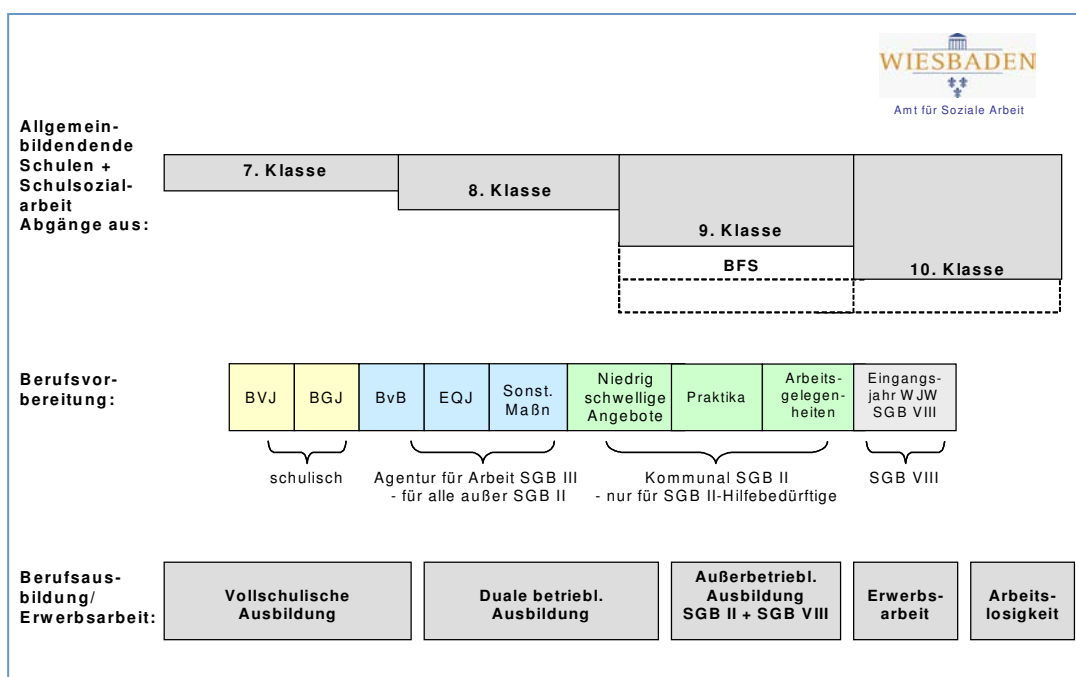 WIESBADEN
Amt für Soziale Arbeit
Allgemein-
bildendende
Schulen +
Schulsozial-
arbeit
Abgänge aus:
7. Klasse
8. Klasse
9. Klasse
BFS
10. Klasse
Berufsvor-
bereitung:
BVJ
BGJ
BvB
EQJ
Sonst.
Maßn
Niedrig
schwellige
Angebote
Praktika
Arbeits-
gelegen-
heiten
Eingangs-
jahr WJW
SGB VIII
schulisch
Agentur für Arbeit SGB III
- für alle außer SGB II
Kommunal SGB II
- nur für SGB II-Hilfebedürftige
SGB VIII
Berufsaus-
bildung/
Erwerbsarbeit:
Vollschulische
Ausbildung
Duale betriebl.
Ausbildung
Außerbetriebl.
Ausbildung
SGB II + SGB VIII
Erwerbs-
arbeit
Arbeits-
losigkeit